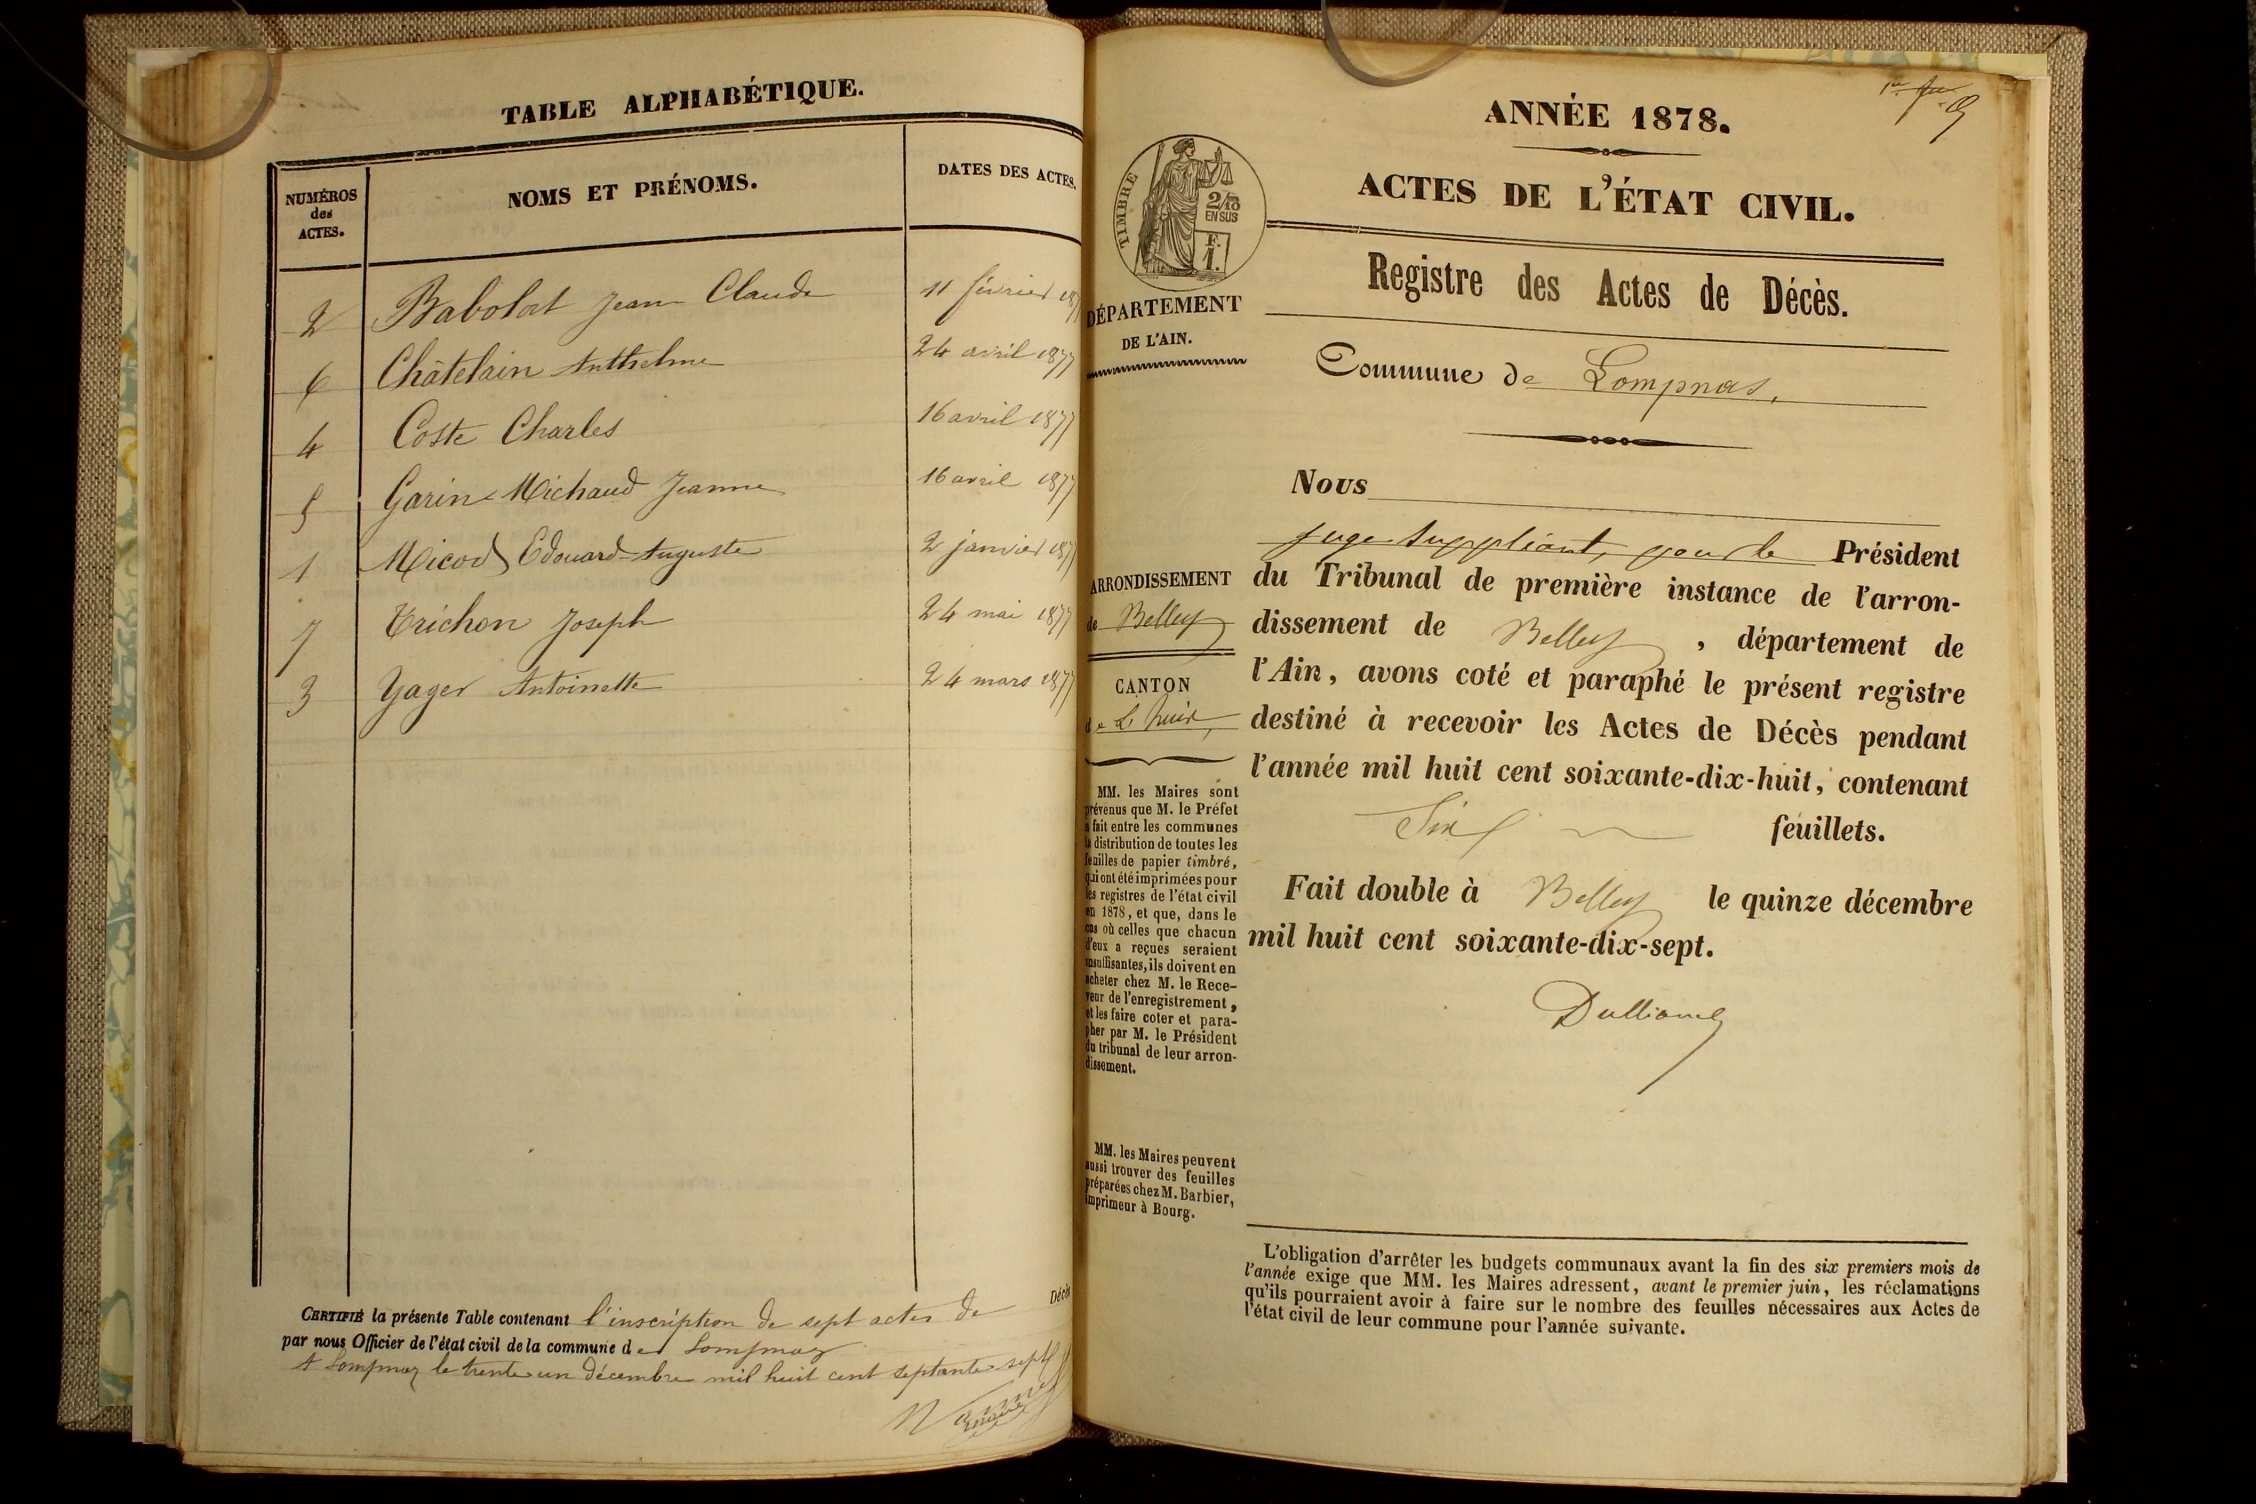 TABLE ALPHABÉTIQUE.
NUMÉROS des ACTES.
NOMS ET PRÉNOMS.
DATES DES ACTES.
2 Babolat Jean Claude 11 février 187
6 Châtelain Anthelme 24 avril 1877
4 Coste Charles 16 avril 1877
5 Garin-Michaud Jeanne 16 avril 1877
1 Micod Edouard-Auguste 2 janvier 187
7 Trichon Joseph 24 mai 1877
3 Yager Antoinette 24 mars 1877
Décès
CERTIFIÉ la présente Table contenant l'inscription de sept actes de
par nous Officier de l'état civil de la commune de Lompnaz
A Lompnaz le trente un décembre mil huit cent septante sept
ANNÉE 1878.
ACTES DE L'ÉTAT CIVIL.
TIMBRE
2/10
EN SUS
F.
1.
DÉPARTEMENT
DE L'AIN.
Registre des Actes de Décès.
Commune de Lompnas,
Nous
juge suppléant, pour le Président
du Tribunal de première instance de l'arron-
dissement de Belley, département de
l'Ain, avons coté et paraphé le présent registre
destiné à recevoir les Actes de Décès pendant
l'année mil huit cent soixante-dix-huit, contenant
Six feuillets.
Fait double à Belley le quinze décembre
mil huit cent soixante-dix-sept.
ARRONDISSEMENT
de Belley
CANTON
de L'huis,
MM. les Maires sont
prévenus que M. le Préfet
a fait entre les communes
la distribution de toutes les
feuilles de papier timbré,
qui ont été imprimées pour
les registres de l'état civil
en 1878, et que, dans le
cas où celles que chacun
d'eux a reçues seraient
insuffisantes, ils doivent en
acheter chez M. le Rece-
veur de l'enregistrement,
et les faire coter et para-
pher par M. le Président
du tribunal de leur arron-
dissement.
MM. les Maires peuvent
aussi trouver des feuilles
préparées chez M. Barbier,
imprimeur à Bourg.
L'obligation d'arrêter les budgets communaux avant la fin des six premiers mois de
l'année exige que MM. les Maires adressent, avant le premier juin, les réclamations
qu'ils pourraient avoir à faire sur le nombre des feuilles nécessaires aux Actes de
l'état civil de leur commune pour l'année suivante.